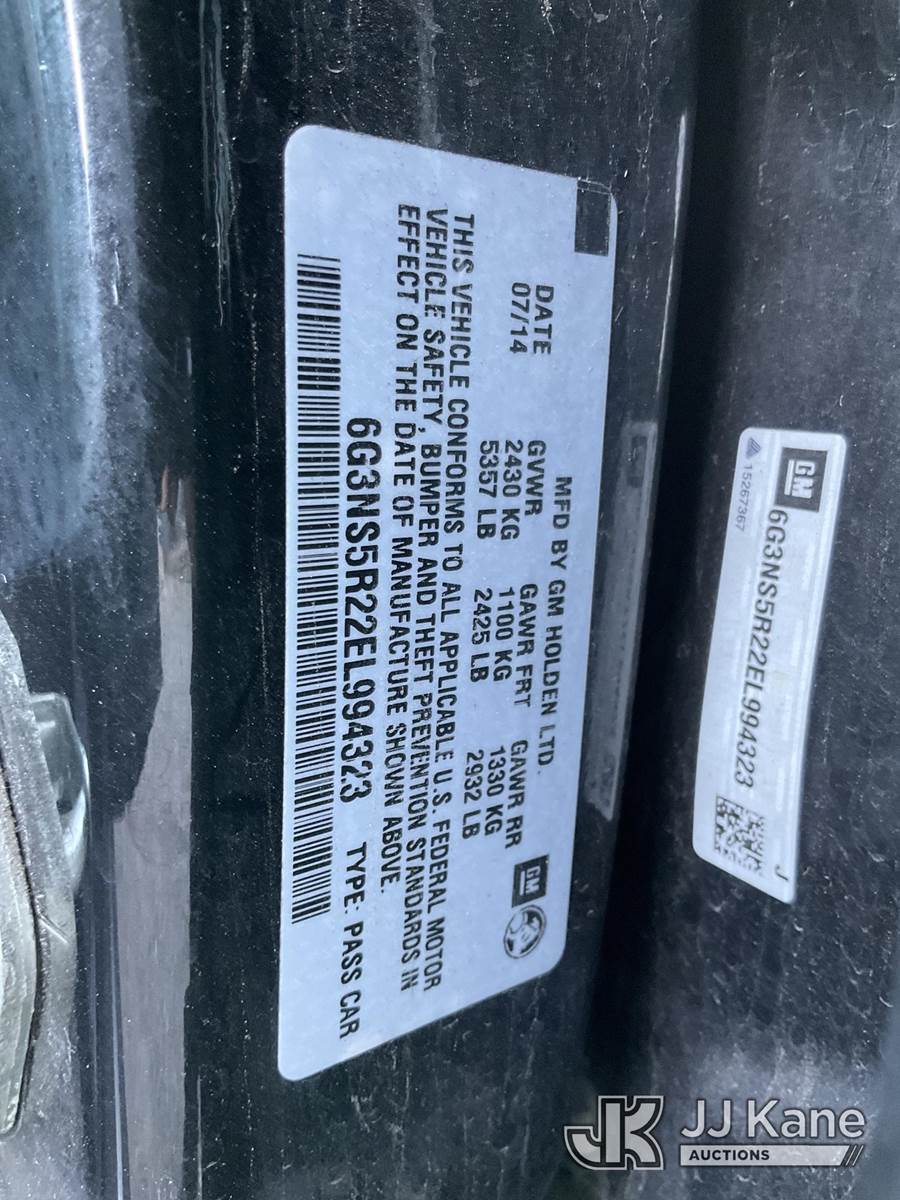 MFD BY GM HOLDEN LTD.
DATE GVWR GAWR FRT GAWR RR
07/14 2430 KG 1100 KG 1330 KG
5357 LB 2425 LB 2932 LB
THIS VEHICLE CONFORMS TO ALL APPLICABLE U.S. FEDERAL MOTOR
VEHICLE SAFETY, BUMPER AND THEFT PREVENTION STANDARDS IN
EFFECT ON THE DATE OF MANUFACTURE SHOWN ABOVE.
6G3NS5R22EL994323 TYPE: PASS CAR
GM
GM
6G3NS5R22EL994323
15267367
J
JK JJ Kane
AUCTIONS